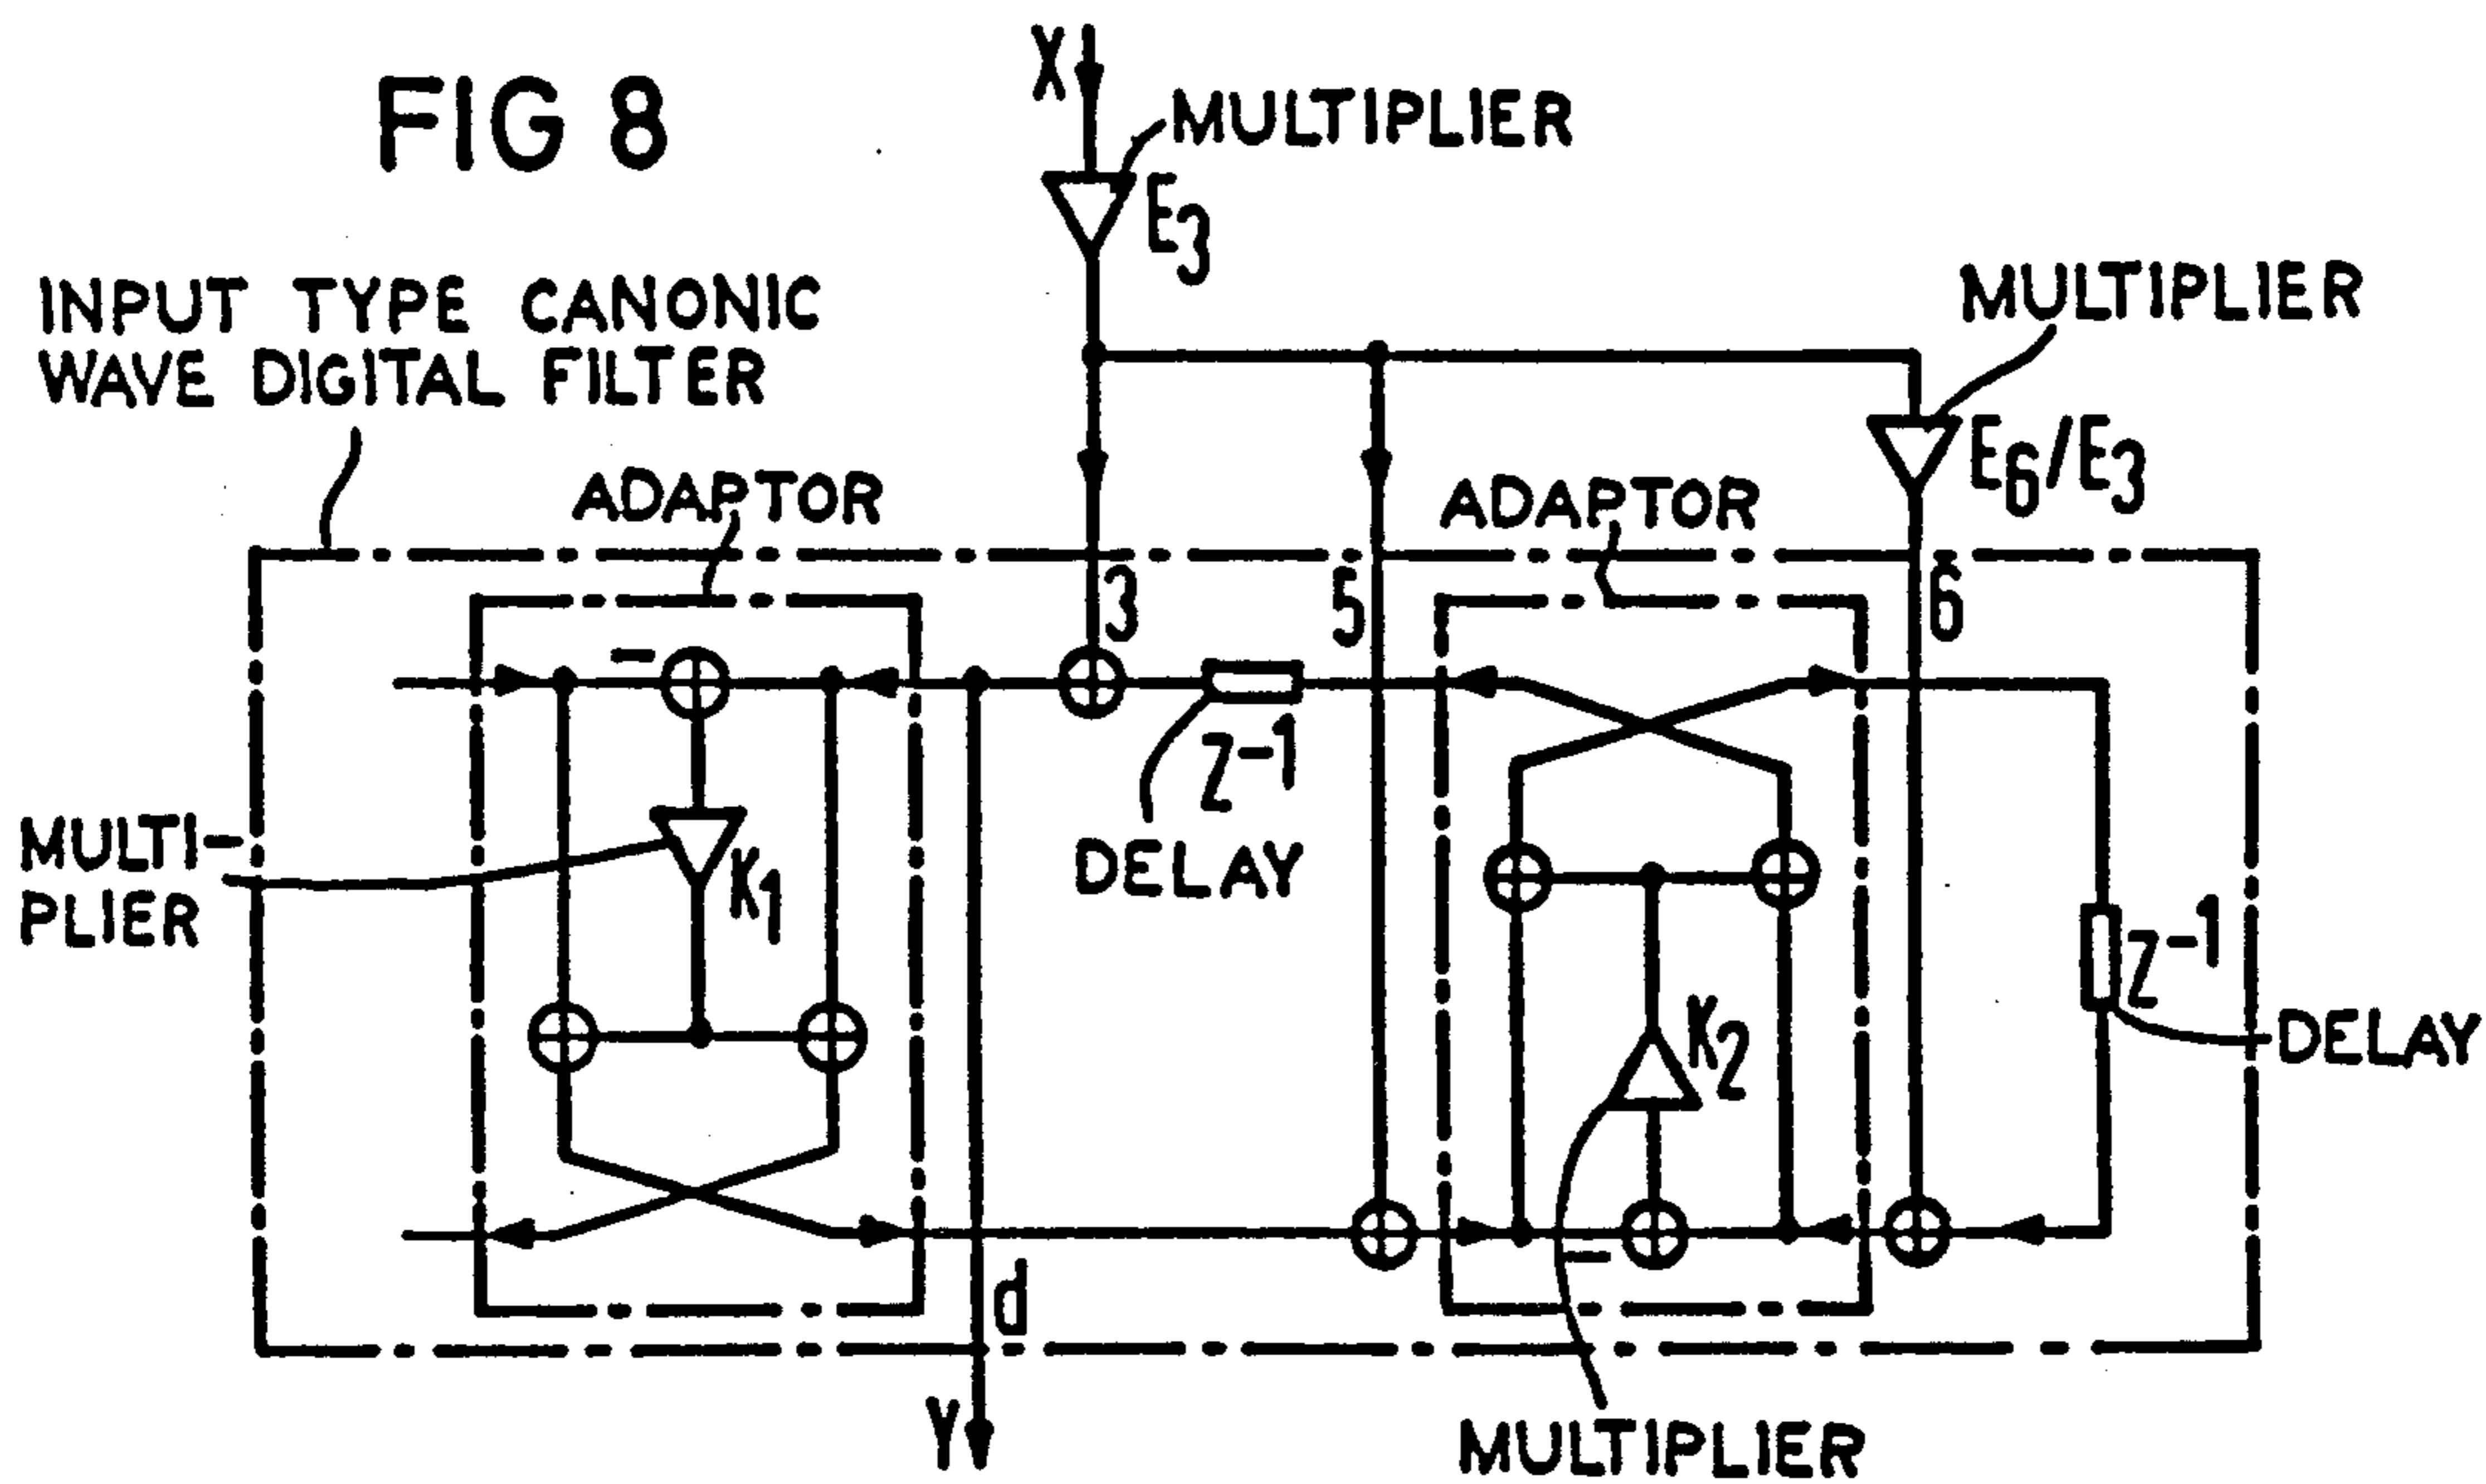 FIG 8
X
MULTIPLIER
E3
INPUT TYPE CANONIC
WAVE DIGITAL FILTER
MULTIPLIER
E6/E3
ADAPTOR
ADAPTOR
3
5
6
-
z-1
DELAY
MULTI-
PLIER
K1
z-1
DELAY
K2
-
d
Y
MULTIPLIER